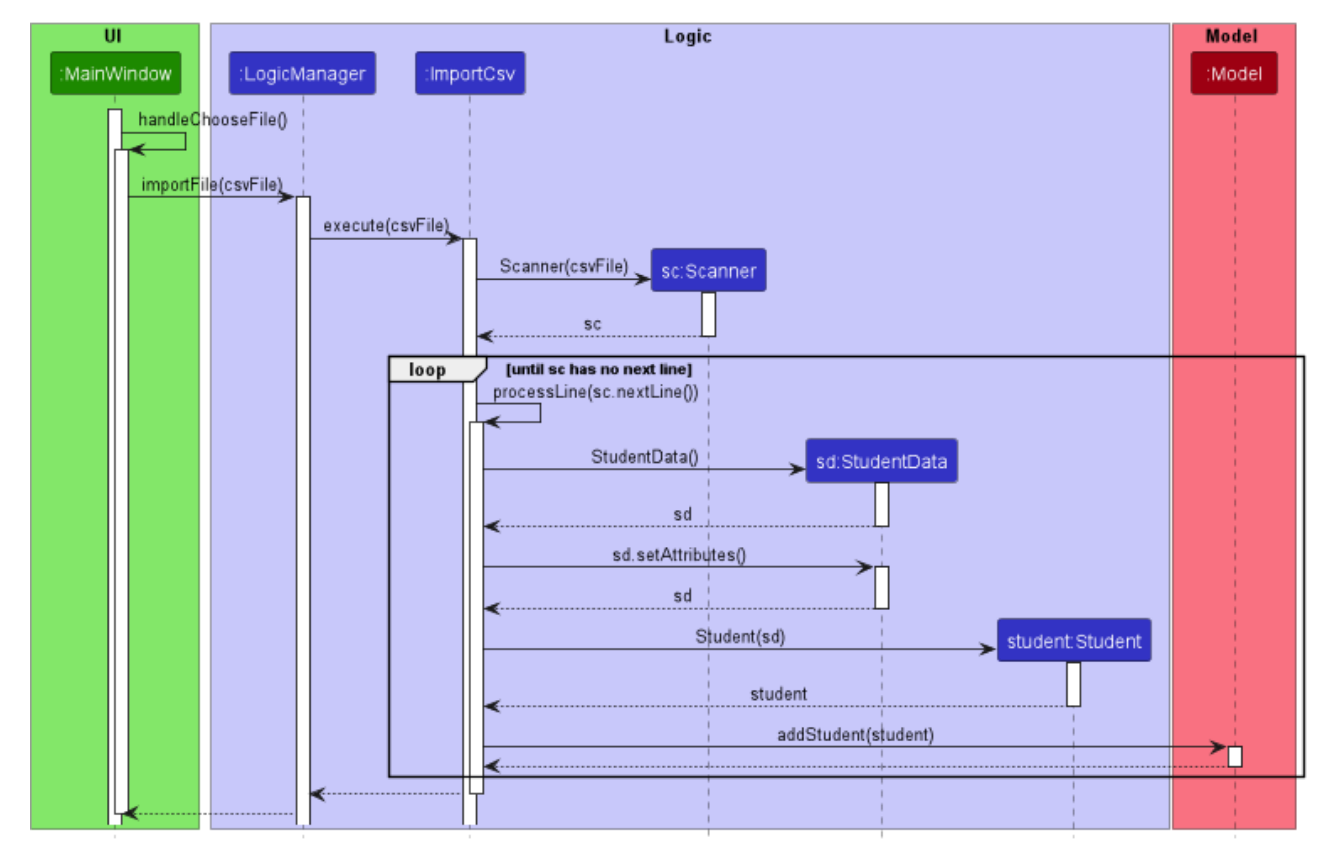 UI
Logic
Model
:MainWindow
:LogicManager
:ImportCsv
:Model
handleChooseFile()
importFile(csvFile)
execute(csvFile)
Scanner(csvFile)
sc:Scanner
sc
loop
[until sc has no next line]
processLine(sc.nextLine())
StudentData()
sd:StudentData
sd
sd.setAttributes()
sd
Student(sd)
student:Student
student
addStudent(student)